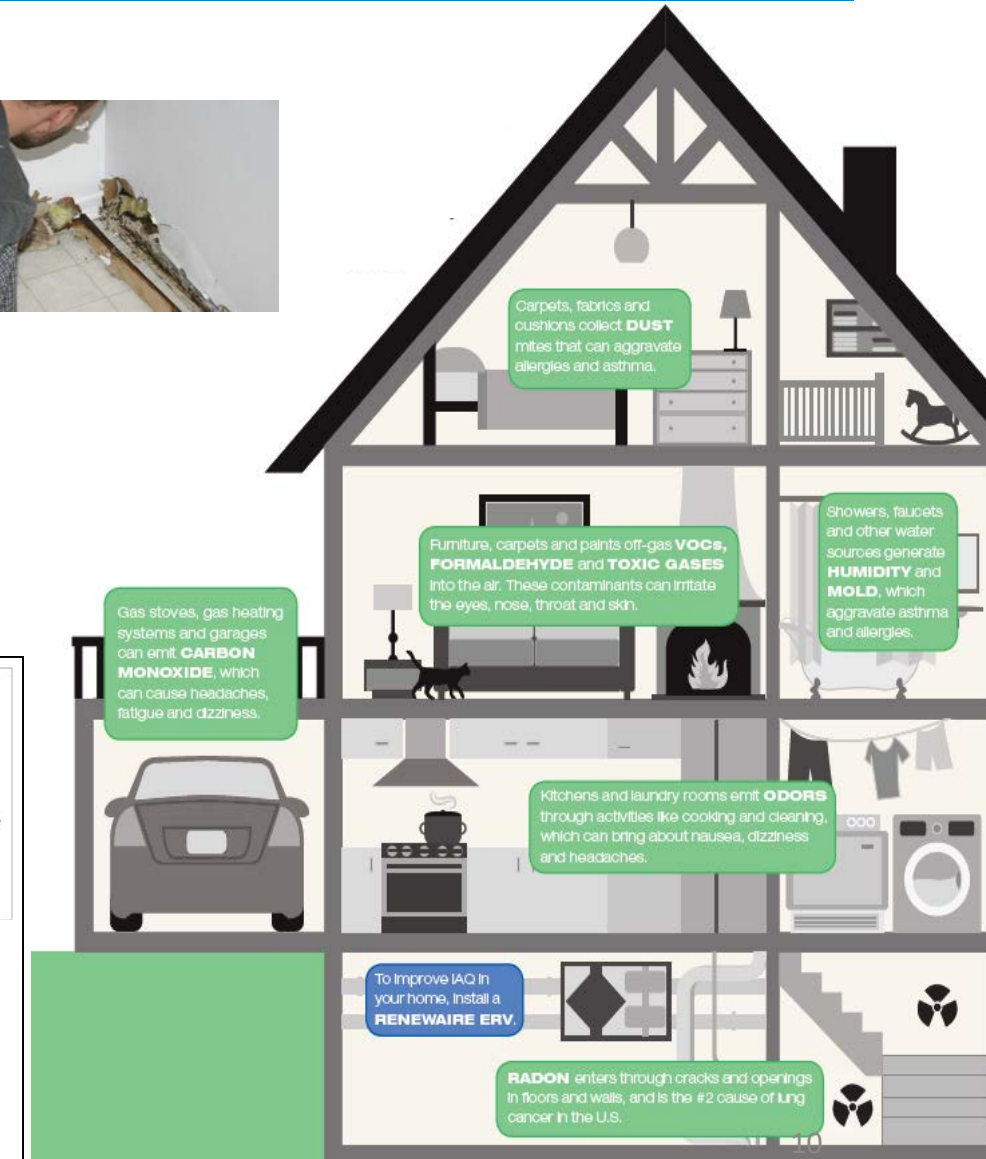 Carpets, fabrics and
cushions collect DUST
mites that can aggravate
allergies and asthma.
Furniture, carpets and paints off-gas VOCs,
FORMALDEHYDE and TOXIC GASES
into the air. These contaminants can irritate
the eyes, nose, throat and skin.
Showers, faucets
and other water
sources generate
HUMIDITY and
MOLD, which
aggravate asthma
and allergies.
Gas stoves, gas heating
systems and garages
can emit CARBON
MONOXIDE, which
can cause headaches,
fatigue and dizziness.
Kitchens and laundry rooms emit ODORS
through activities like cooking and cleaning,
which can bring about nausea, dizziness
and headaches.
To improve IAQ in
your home, install a
RENEWAIRE ERV.
RADON enters through cracks and openings
in floors and walls, and is the #2 cause of lung
cancer in the U.S.
10